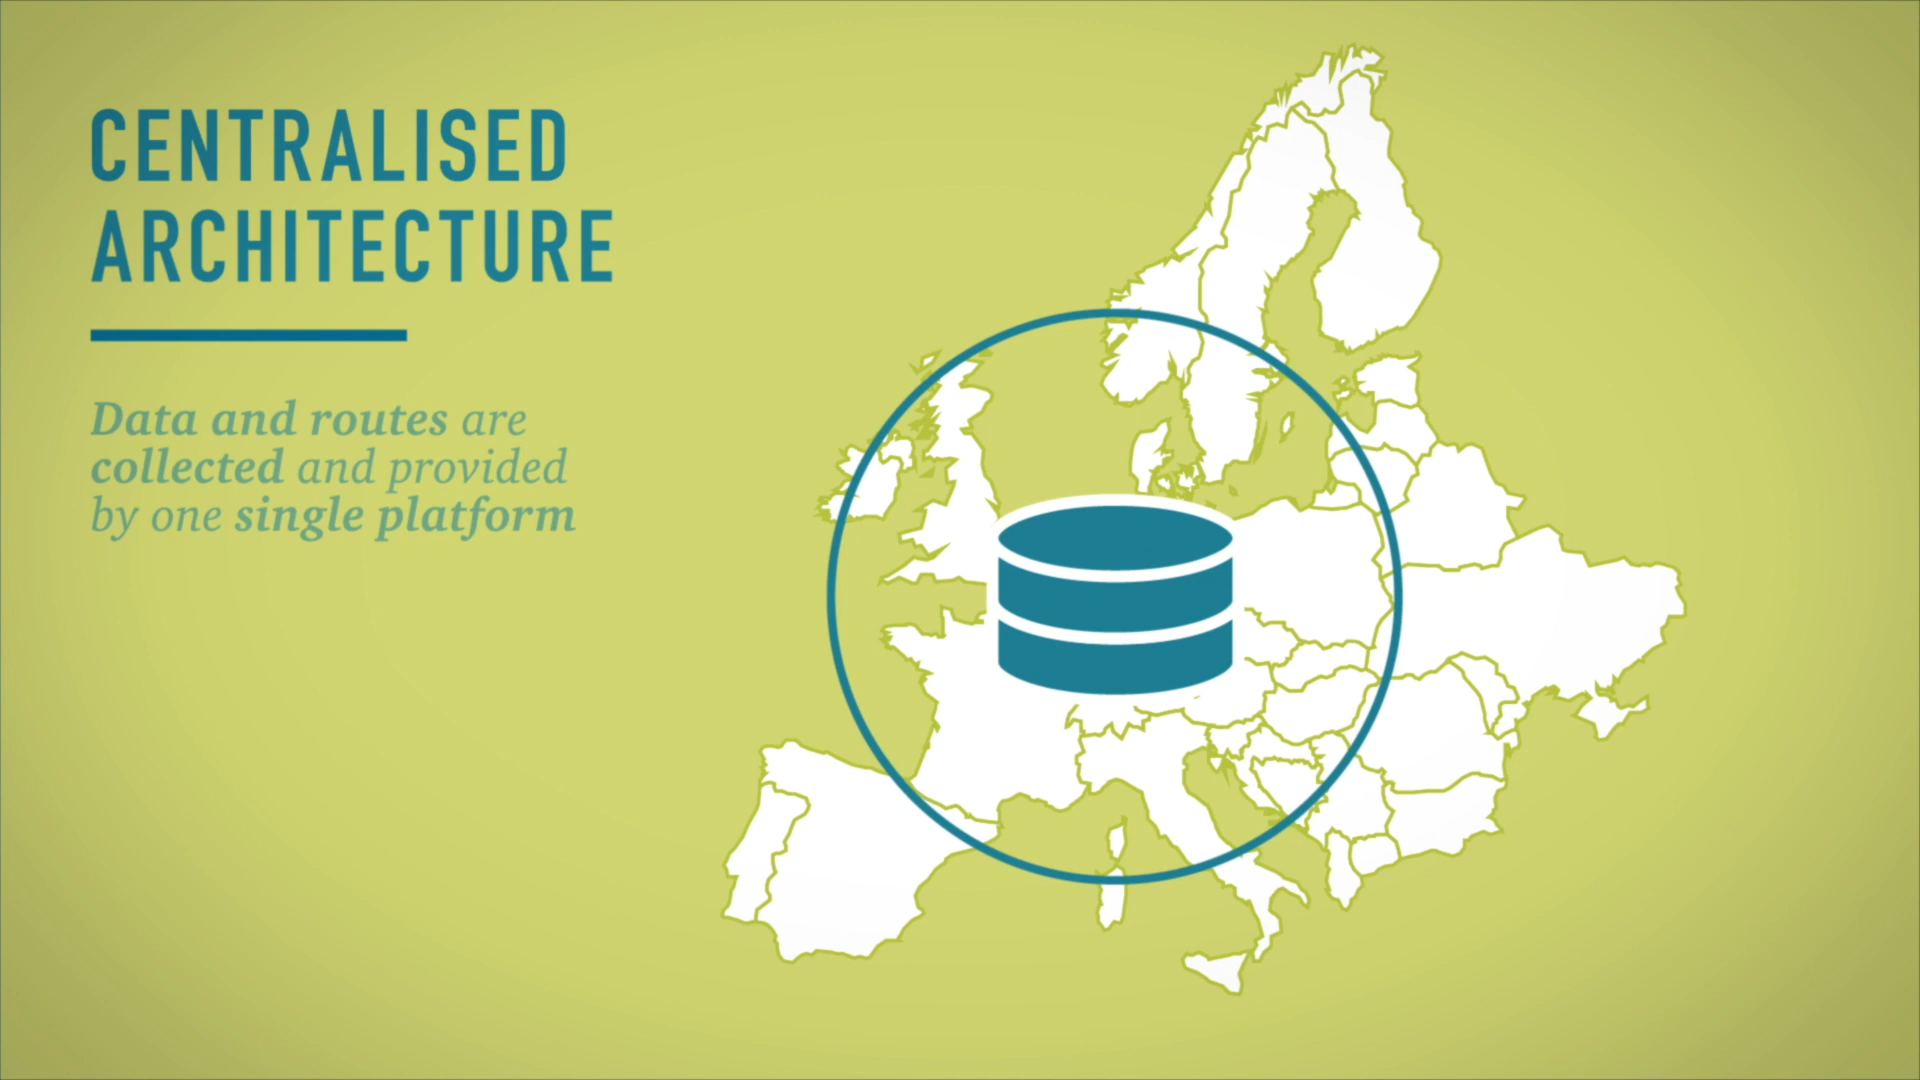 CENTRALISED
ARCHITECTURE
Data and routes are
collected and provided
by one single platform